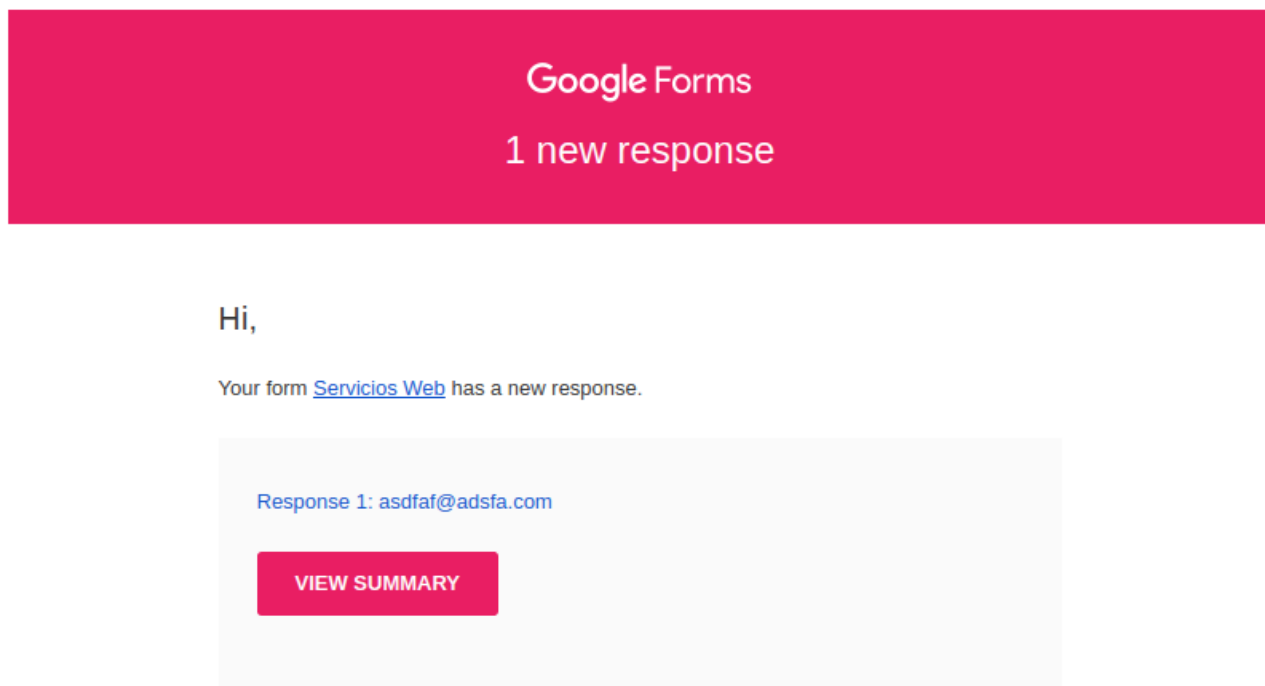 Google Forms
1 new response
Hi,
Your form Servicios Web has a new response.
Response 1: asdfaf@adsfa.com
VIEW SUMMARY